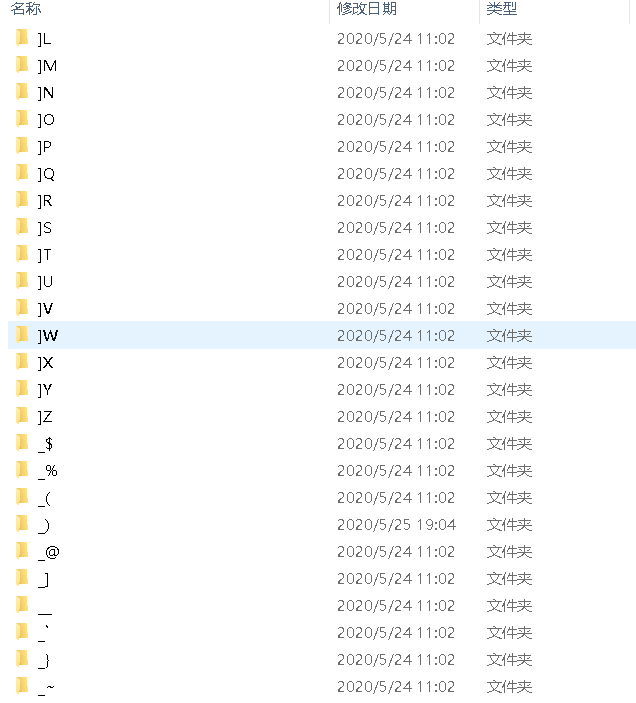 名称 修改日期 类型
]L 2020/5/24 11:02 文件夹
]M 2020/5/24 11:02 文件夹
]N 2020/5/24 11:02 文件夹
]O 2020/5/24 11:02 文件夹
]P 2020/5/24 11:02 文件夹
]Q 2020/5/24 11:02 文件夹
]R 2020/5/24 11:02 文件夹
]S 2020/5/24 11:02 文件夹
]T 2020/5/24 11:02 文件夹
]U 2020/5/24 11:02 文件夹
]V 2020/5/24 11:02 文件夹
]W 2020/5/24 11:02 文件夹
]X 2020/5/24 11:02 文件夹
]Y 2020/5/24 11:02 文件夹
]Z 2020/5/24 11:02 文件夹
_$ 2020/5/24 11:02 文件夹
_% 2020/5/24 11:02 文件夹
_( 2020/5/24 11:02 文件夹
_) 2020/5/25 19:04 文件夹
_@ 2020/5/24 11:02 文件夹
_] 2020/5/24 11:02 文件夹
__ 2020/5/24 11:02 文件夹
_` 2020/5/24 11:02 文件夹
_} 2020/5/24 11:02 文件夹
_~ 2020/5/24 11:02 文件夹